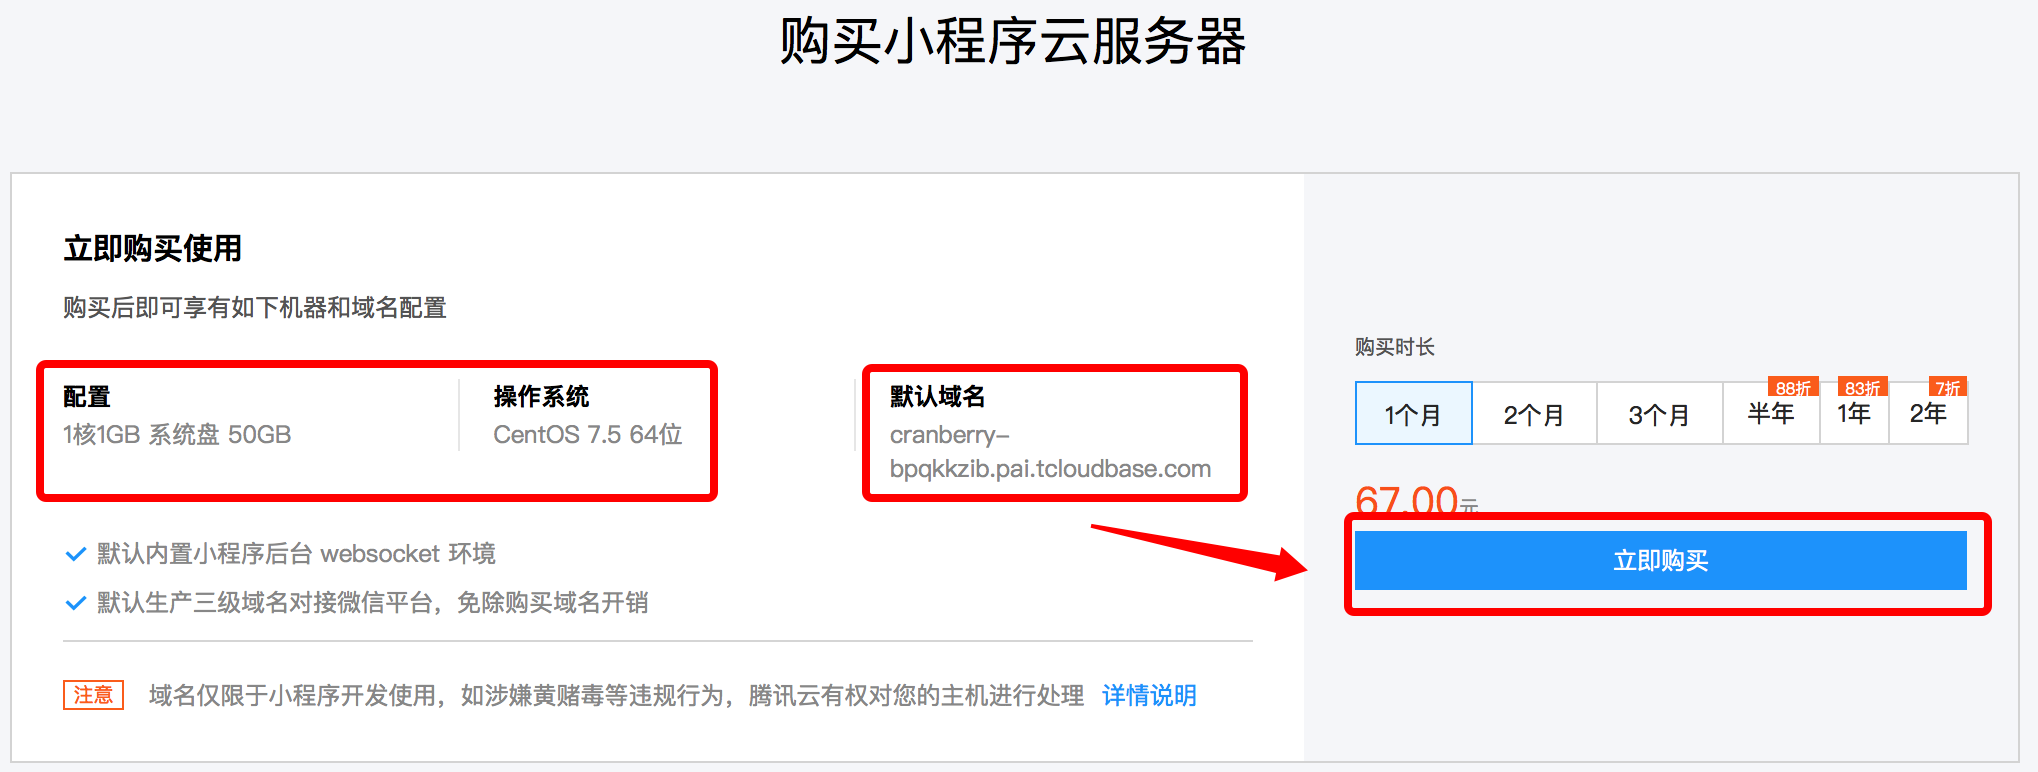 购买小程序云服务器
立即购买使用
购买后即可享有如下机器和域名配置
配置
1核1GB 系统盘 50GB
操作系统
CentOS 7.5 64位
默认域名
cranberry-
bpqkkzib.pai.tcloudbase.com
默认内置小程序后台 websocket 环境
默认生产三级域名对接微信平台，免除购买域名开销
注意 域名仅限于小程序开发使用，如涉嫌黄赌毒等违规行为，腾讯云有权对您的主机进行处理 详情说明
购买时长
88折 83折 7折
1个月 2个月 3个月 半年 1年 2年
67.00元
立即购买